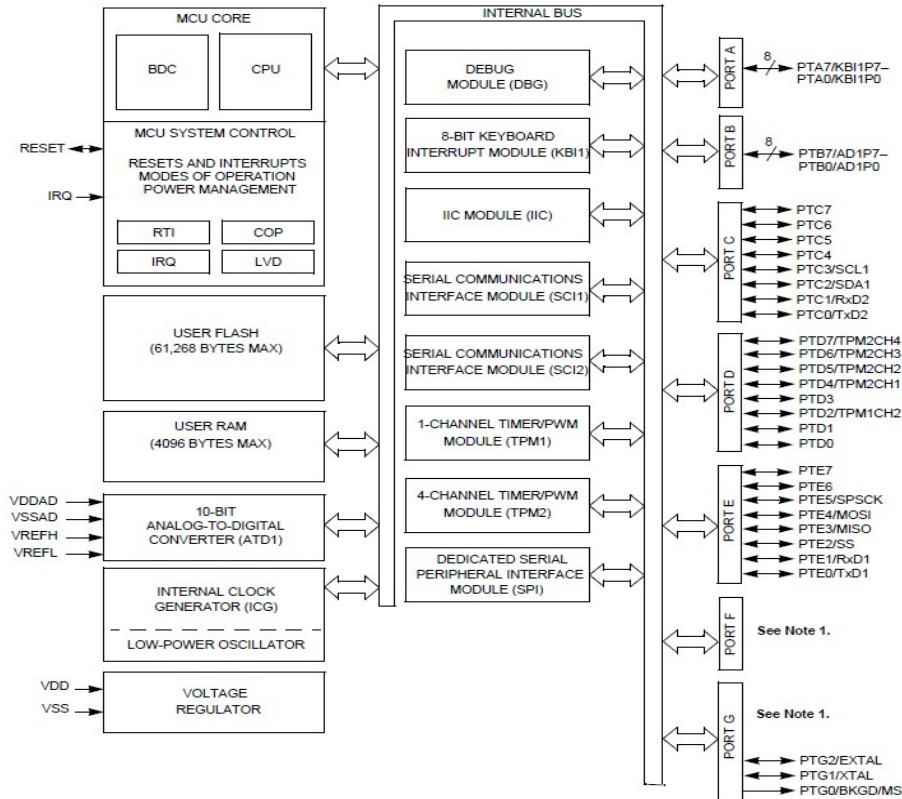 MCU CORE
BDC
CPU
MCU SYSTEM CONTROL
RESETS AND INTERRUPTS
MODES OF OPERATION
POWER MANAGEMENT
RTI
COP
IRQ
LVD
RESET
IRQ
USER FLASH
(61,268 BYTES MAX)
USER RAM
(4096 BYTES MAX)
VDDAD
VSSAD
VREFH
VREFL
10-BIT
ANALOG-TO-DIGITAL
CONVERTER (ATD1)
INTERNAL CLOCK
GENERATOR (ICG)
LOW-POWER OSCILLATOR
VDD
VSS
VOLTAGE
REGULATOR
INTERNAL BUS
DEBUG
MODULE (DBG)
8-BIT KEYBOARD
INTERRUPT MODULE (KBI1)
IIC MODULE (IIC)
SERIAL COMMUNICATIONS
INTERFACE MODULE (SCI1)
SERIAL COMMUNICATIONS
INTERFACE MODULE (SCI2)
1-CHANNEL TIMER/PWM
MODULE (TPM1)
4-CHANNEL TIMER/PWM
MODULE (TPM2)
DEDICATED SERIAL
PERIPHERAL INTERFACE
MODULE (SPI)
PORT A
8
PTA7/KBI1P7–
PTA0/KBI1P0
PORT B
8
PTB7/AD1P7–
PTB0/AD1P0
PORT C
PTC7
PTC6
PTC5
PTC4
PTC3/SCL1
PTC2/SDA1
PTC1/RxD2
PTC0/TxD2
PORT D
PTD7/TPM2CH4
PTD6/TPM2CH3
PTD5/TPM2CH2
PTD4/TPM2CH1
PTD3
PTD2/TPM1CH2
PTD1
PTD0
PORT E
PTE7
PTE6
PTE5/SPSCK
PTE4/MOSI
PTE3/MISO
PTE2/SS
PTE1/RxD1
PTE0/TxD1
PORT F
See Note 1.
PORT G
See Note 1.
PTG2/EXTAL
PTG1/XTAL
PTG0/BKGD/MS